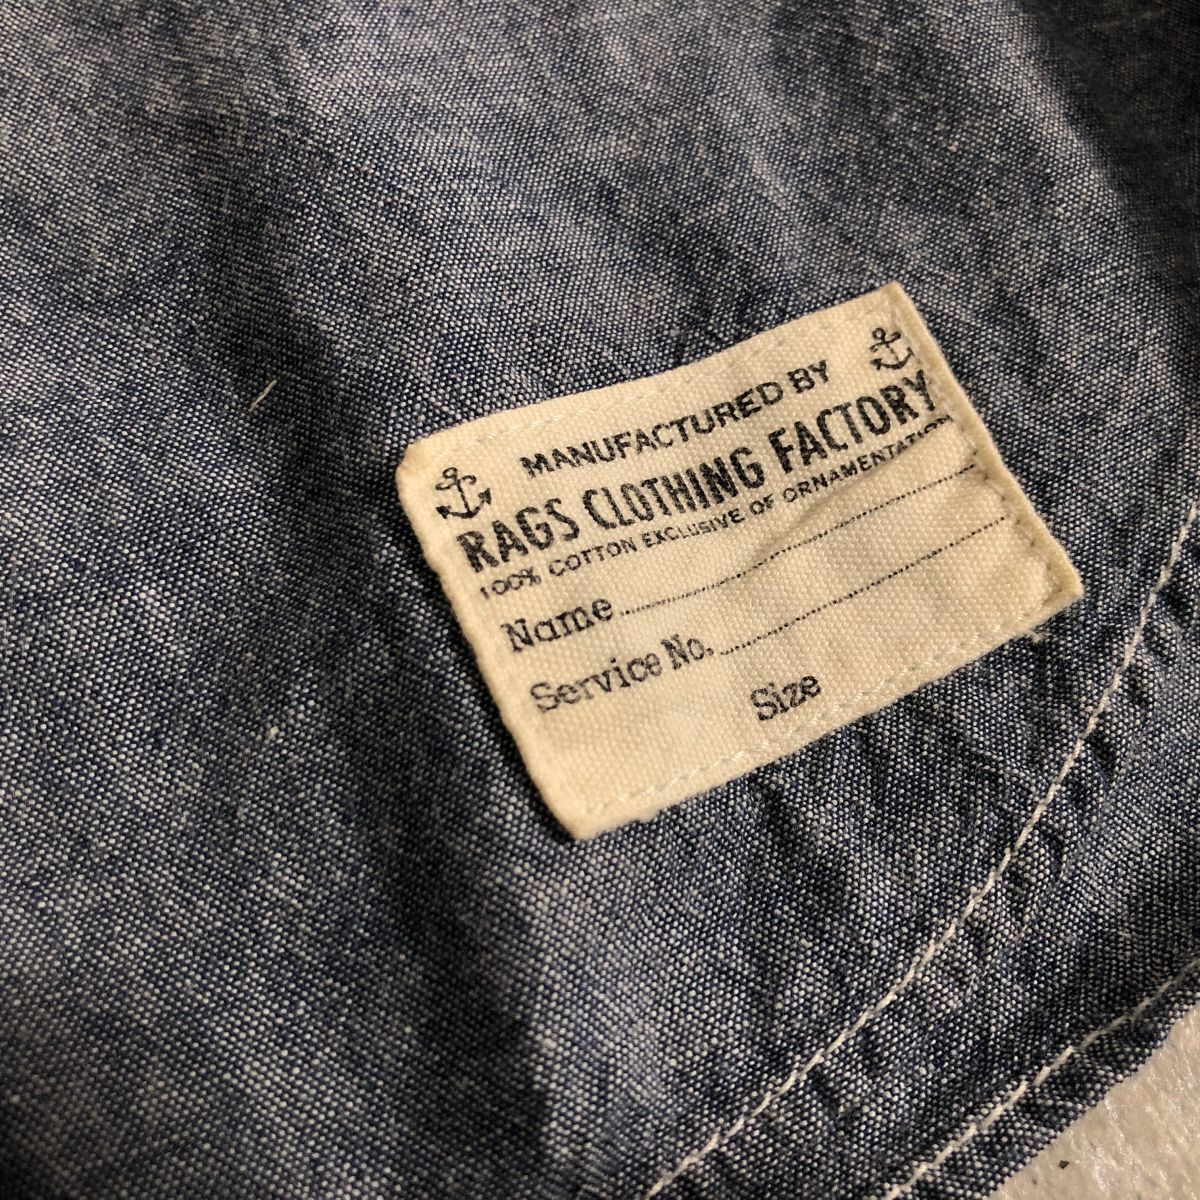 MANUFACTURED BY
RAGS CLOTHING FACTORY
100% COTTON EXCLUSIVE OF ORNAMENTATION
Name
Service No.
Size